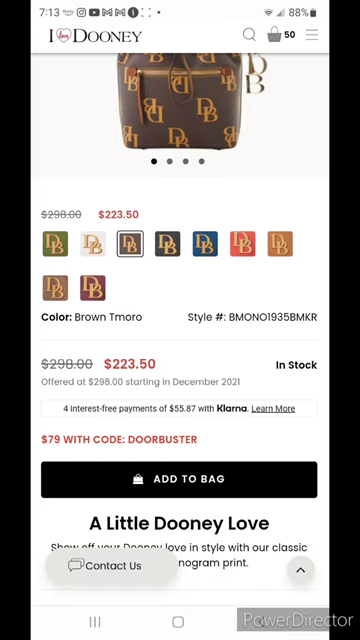 7:13
88%
I love DOONEY
50
$298.00 $223.50
Color: Brown Tmoro Style #: BMONO1935BMKR
$298.00 $223.50 In Stock
Offered at $298.00 starting in December 2021
4 interest-free payments of $55.87 with Klarna. Learn More
$79 WITH CODE: DOORBUSTER
ADD TO BAG
A Little Dooney Love
Show off your Dooney love in style with our classic
nogram print.
Contact Us
PowerDirector